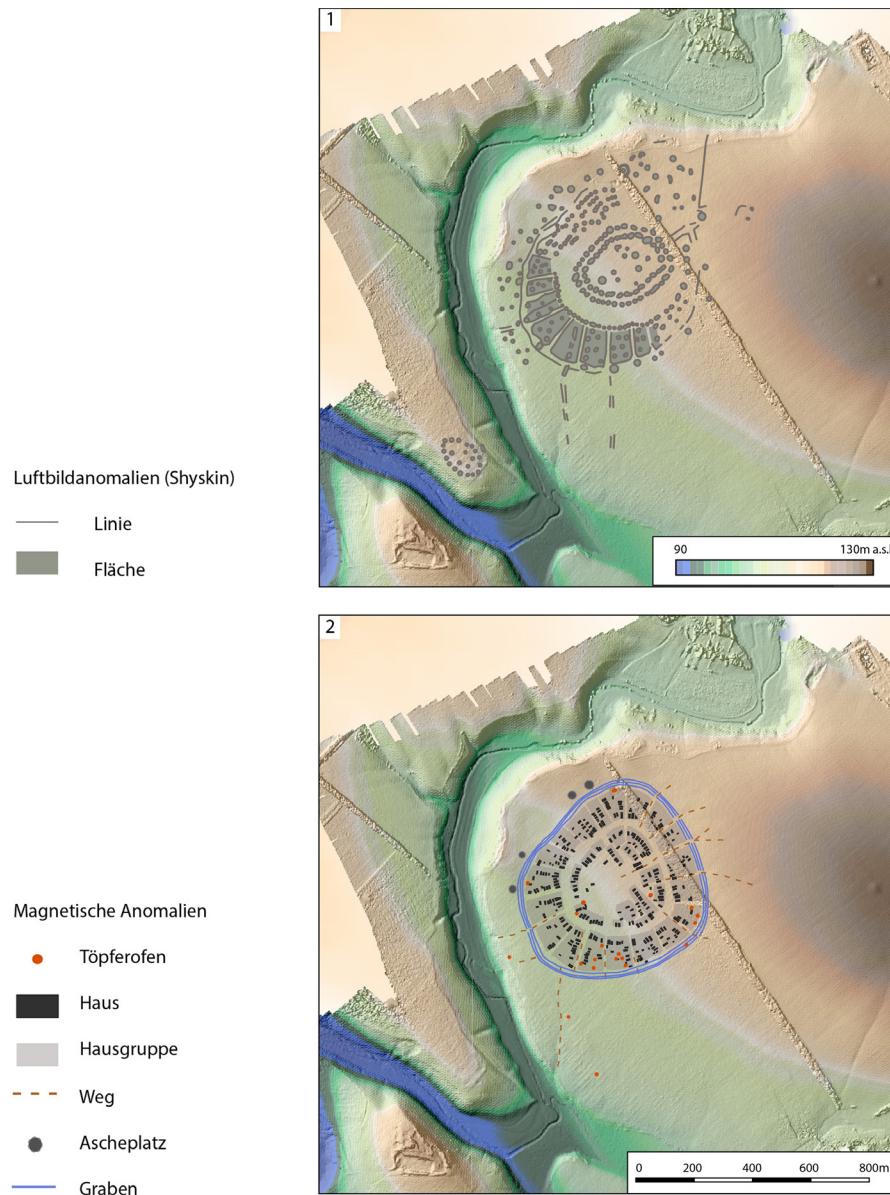 1
Luftbildanomalien (Shyskin)
Linie
Fläche
90 130m a.s.l
2
Magnetische Anomalien
Töpferofen
Haus
Hausgruppe
Weg
Ascheplatz
Graben
0 200 400 600 800m